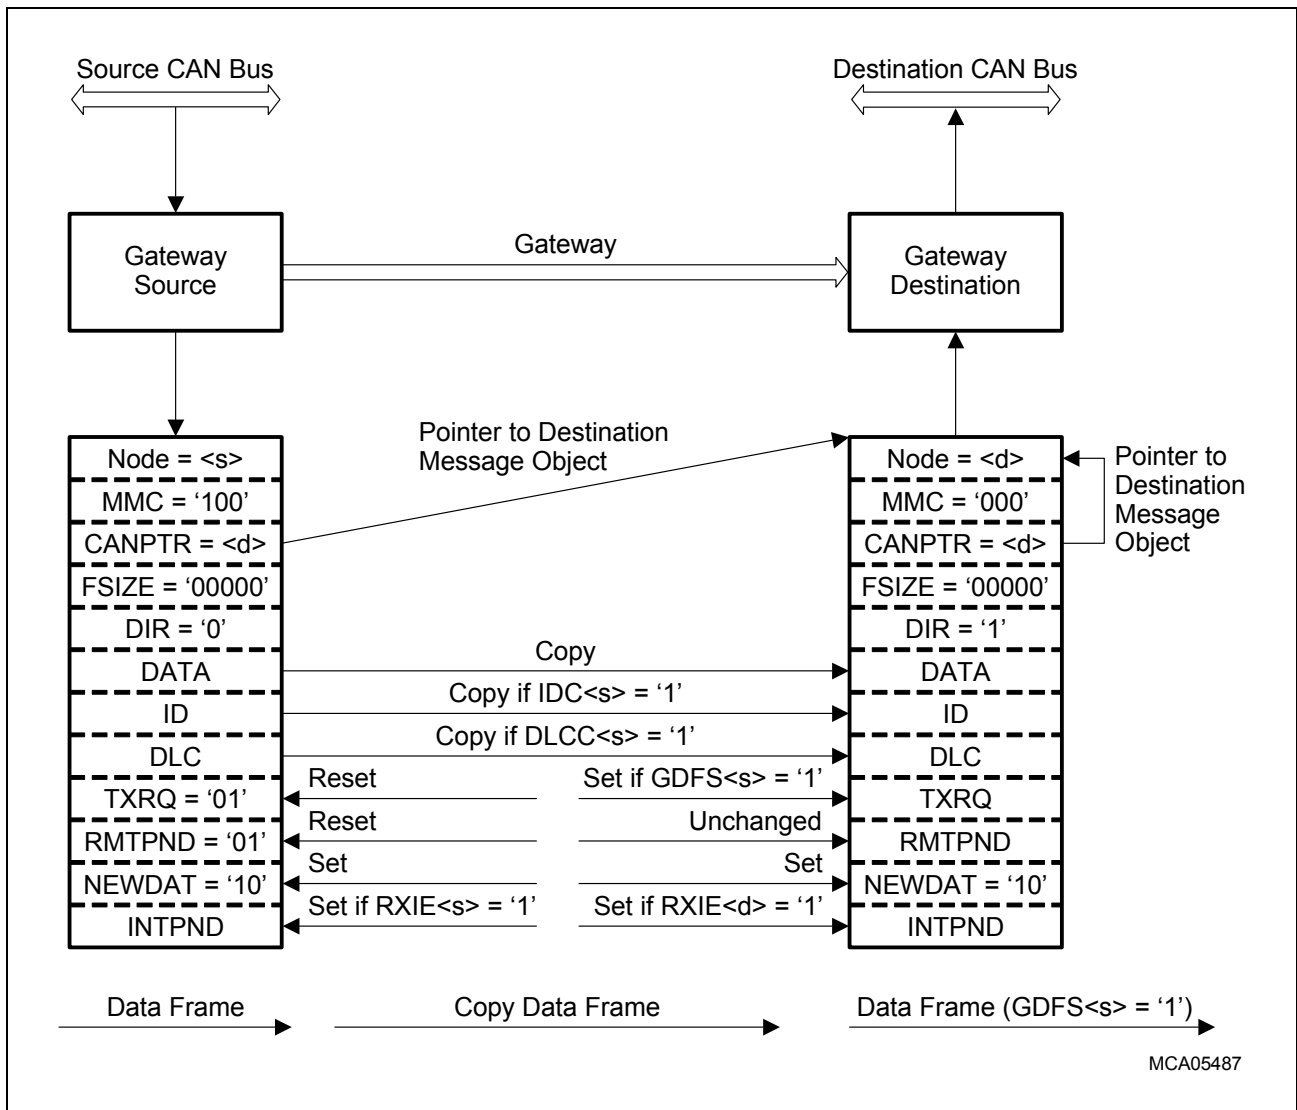 Source CAN Bus
Destination CAN Bus
Gateway
Source
Gateway
Gateway
Destination
Pointer to Destination
Message Object
Node = <s>
MMC = ‘100’
CANPTR = <d>
FSIZE = ‘00000’
DIR = ‘0’
DATA
ID
DLC
TXRQ = ‘01’
RMTPND = ‘01’
NEWDAT = ‘10’
INTPND
Copy
Copy if IDC<s> = ‘1’
Copy if DLCC<s> = ‘1’
Reset
Set if GDFS<s> = ‘1’
Reset
Unchanged
Set
Set
Set if RXIE<s> = ‘1’
Set if RXIE<d> = ‘1’
Node = <d>
MMC = ‘000’
CANPTR = <d>
FSIZE = ‘00000’
DIR = ‘1’
DATA
ID
DLC
TXRQ
RMTPND
NEWDAT = ‘10’
INTPND
Pointer to
Destination
Message
Object
Data Frame
Copy Data Frame
Data Frame (GDFS<s> = ‘1’)
MCA05487